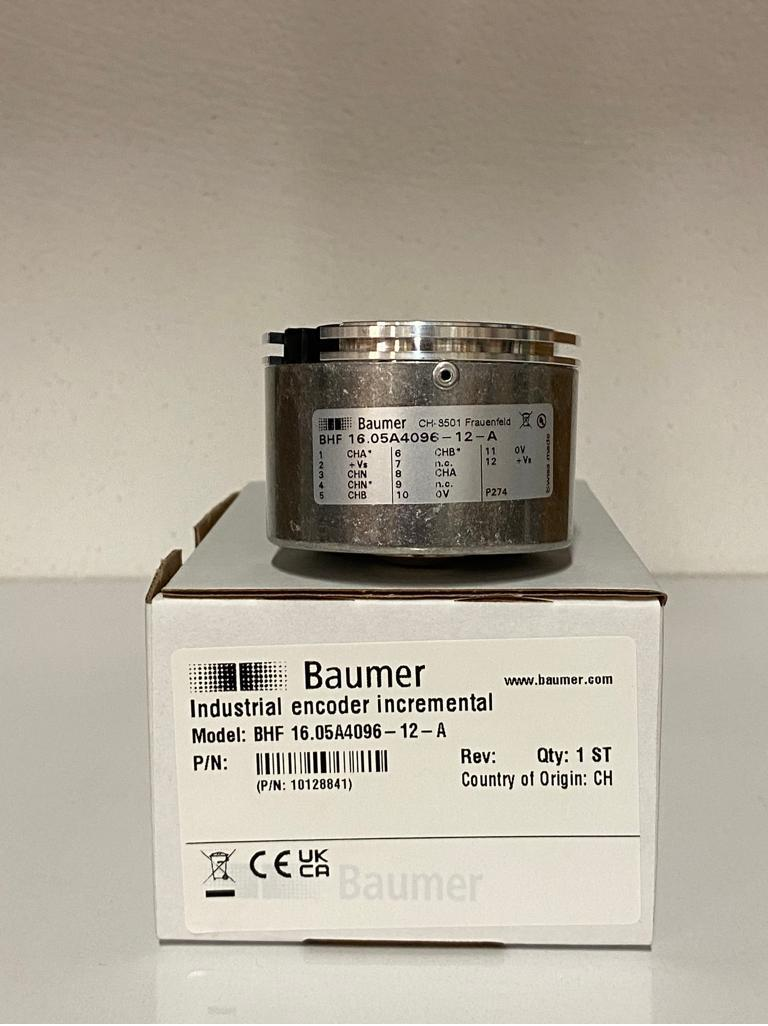 Baumer CH-8501 Frauenfeld
BHF 16.05A4096-12-A
1 CHA* 6 CHB* 11 0V
2 +Vs 7 n.c. 12 +Vs
3 CHN 8 CHA
4 CHN* 9 n.c.
5 CHB 10 0V P274
swiss made
Baumer www.baumer.com
Industrial encoder incremental
Model: BHF 16.05A4096-12-A
P/N: Rev: Qty: 1 ST
(P/N: 10128841) Country of Origin: CH
CE UK
CA
Baumer